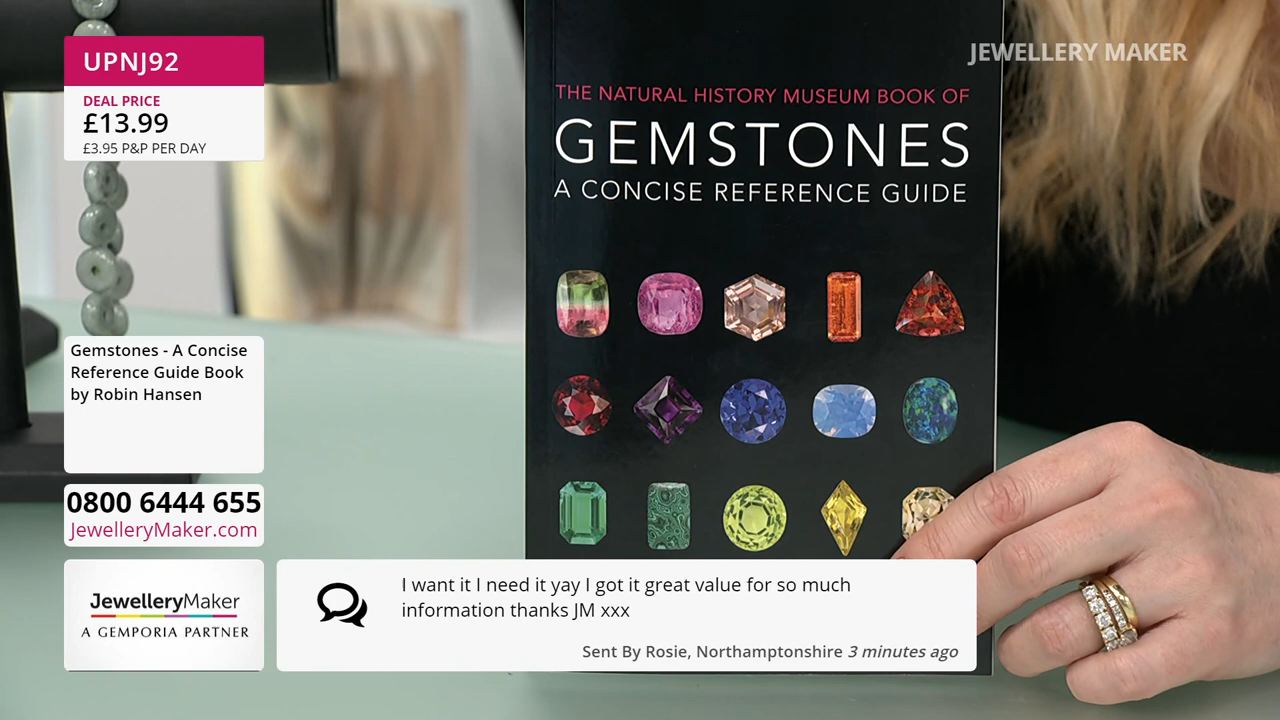 UPNJ92
DEAL PRICE
£13.99
£3.95 P&P PER DAY
JEWELLERY MAKER
THE NATURAL HISTORY MUSEUM BOOK OF
GEMSTONES
A CONCISE REFERENCE GUIDE
Gemstones - A Concise
Reference Guide Book
by Robin Hansen
0800 6444 655
JewelleryMaker.com
JewelleryMaker
A GEMPORIA PARTNER
I want it I need it yay I got it great value for so much
information thanks JM xxx
Sent By Rosie, Northamptonshire 3 minutes ago